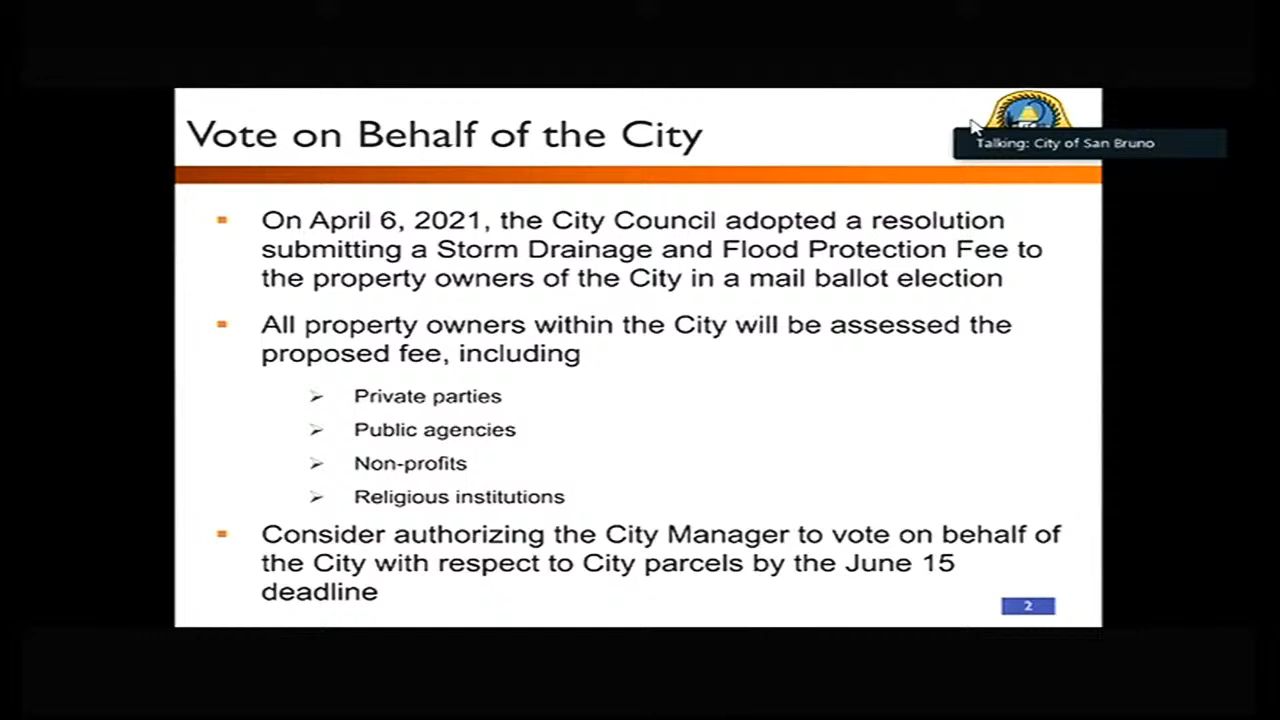 Vote on Behalf of the City
Talking: City of San Bruno
On April 6, 2021, the City Council adopted a resolution
submitting a Storm Drainage and Flood Protection Fee to
the property owners of the City in a mail ballot election
All property owners within the City will be assessed the
proposed fee, including
Private parties
Public agencies
Non-profits
Religious institutions
Consider authorizing the City Manager to vote on behalf of
the City with respect to City parcels by the June 15
deadline
2